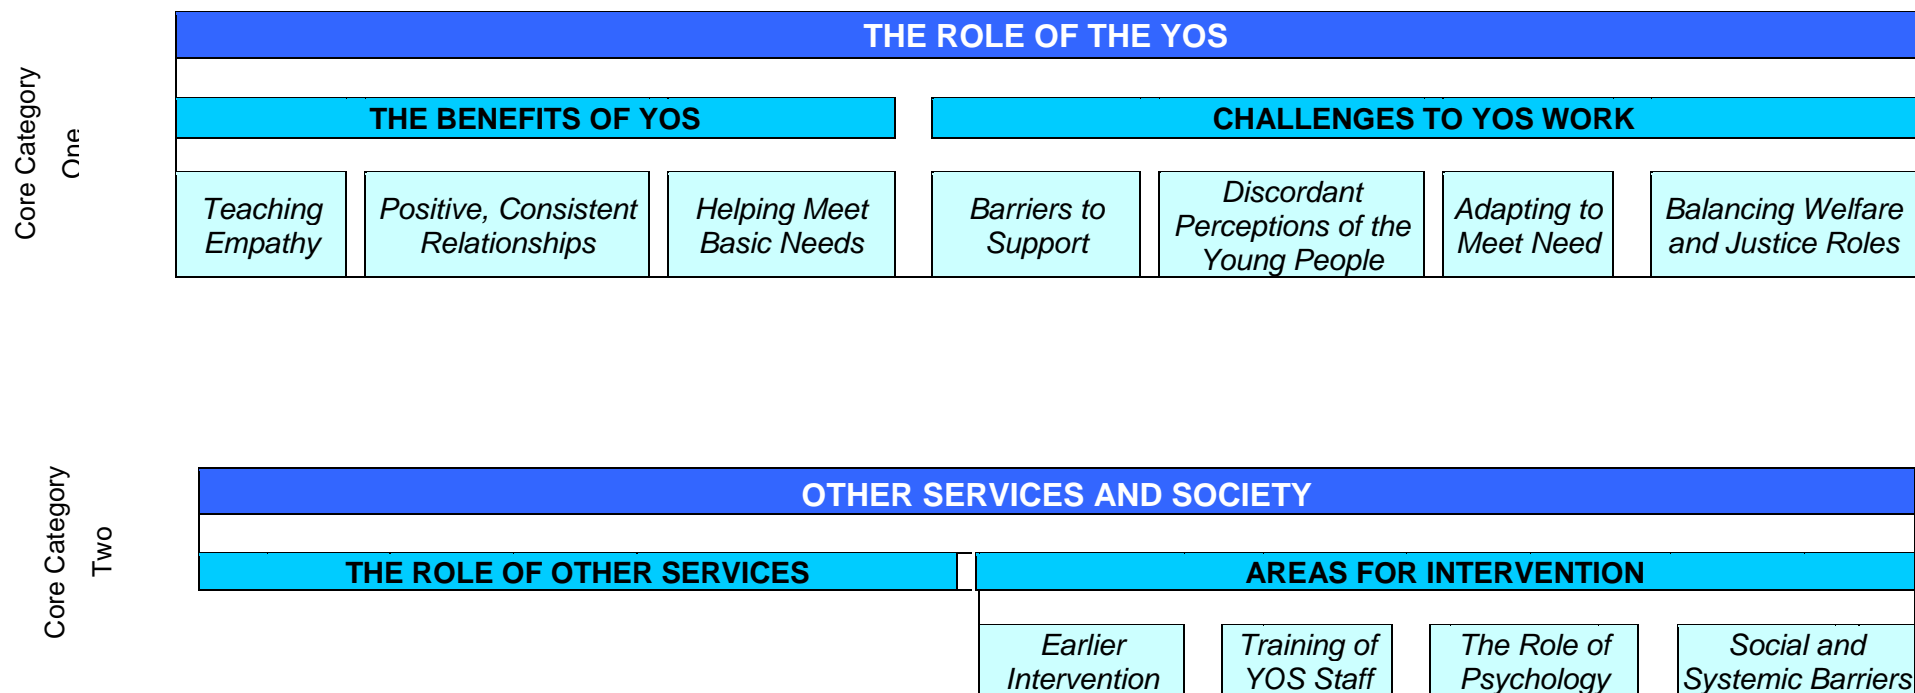 Core Category
One
THE ROLE OF THE YOS
THE BENEFITS OF YOS
CHALLENGES TO YOS WORK
Teaching
Empathy
Positive, Consistent
Relationships
Helping Meet
Basic Needs
Barriers to
Support
Discordant
Perceptions of the
Young People
Adapting to
Meet Need
Balancing Welfare
and Justice Roles
Core Category
Two
OTHER SERVICES AND SOCIETY
THE ROLE OF OTHER SERVICES
AREAS FOR INTERVENTION
Earlier
Intervention
Training of
YOS Staff
The Role of
Psychology
Social and
Systemic Barriers